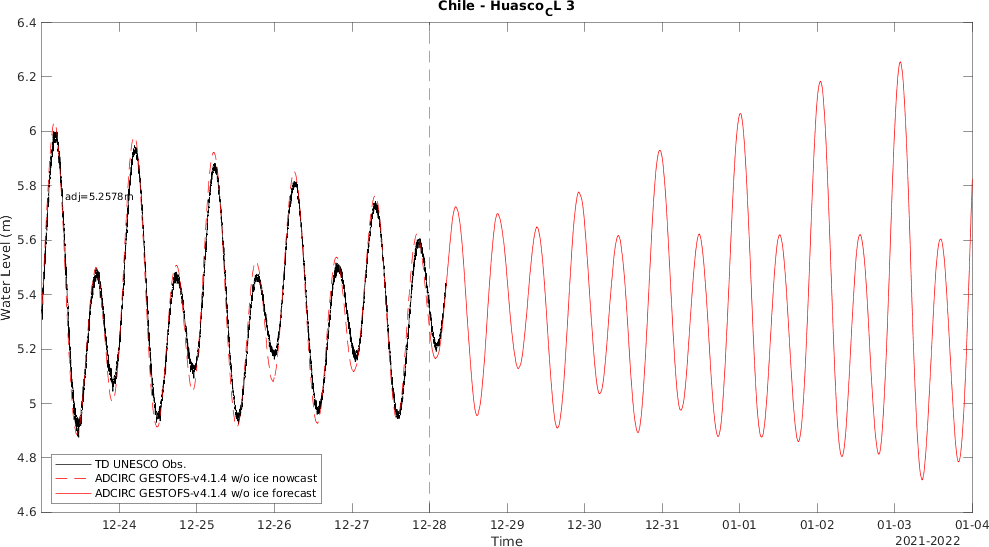 Chile - Huasco_CL 3
6.4
6.2
6
5.8
5.6
5.4
5.2
5
4.8
4.6
Water Level (m)
adj=5.2578m
TD UNESCO Obs.
ADCIRC GESTOFS-v4.1.4 w/o ice nowcast
ADCIRC GESTOFS-v4.1.4 w/o ice forecast
12-24 12-25 12-26 12-27 12-28 12-29 12-30 12-31 01-01 01-02 01-03 01-04
Time
2021-2022